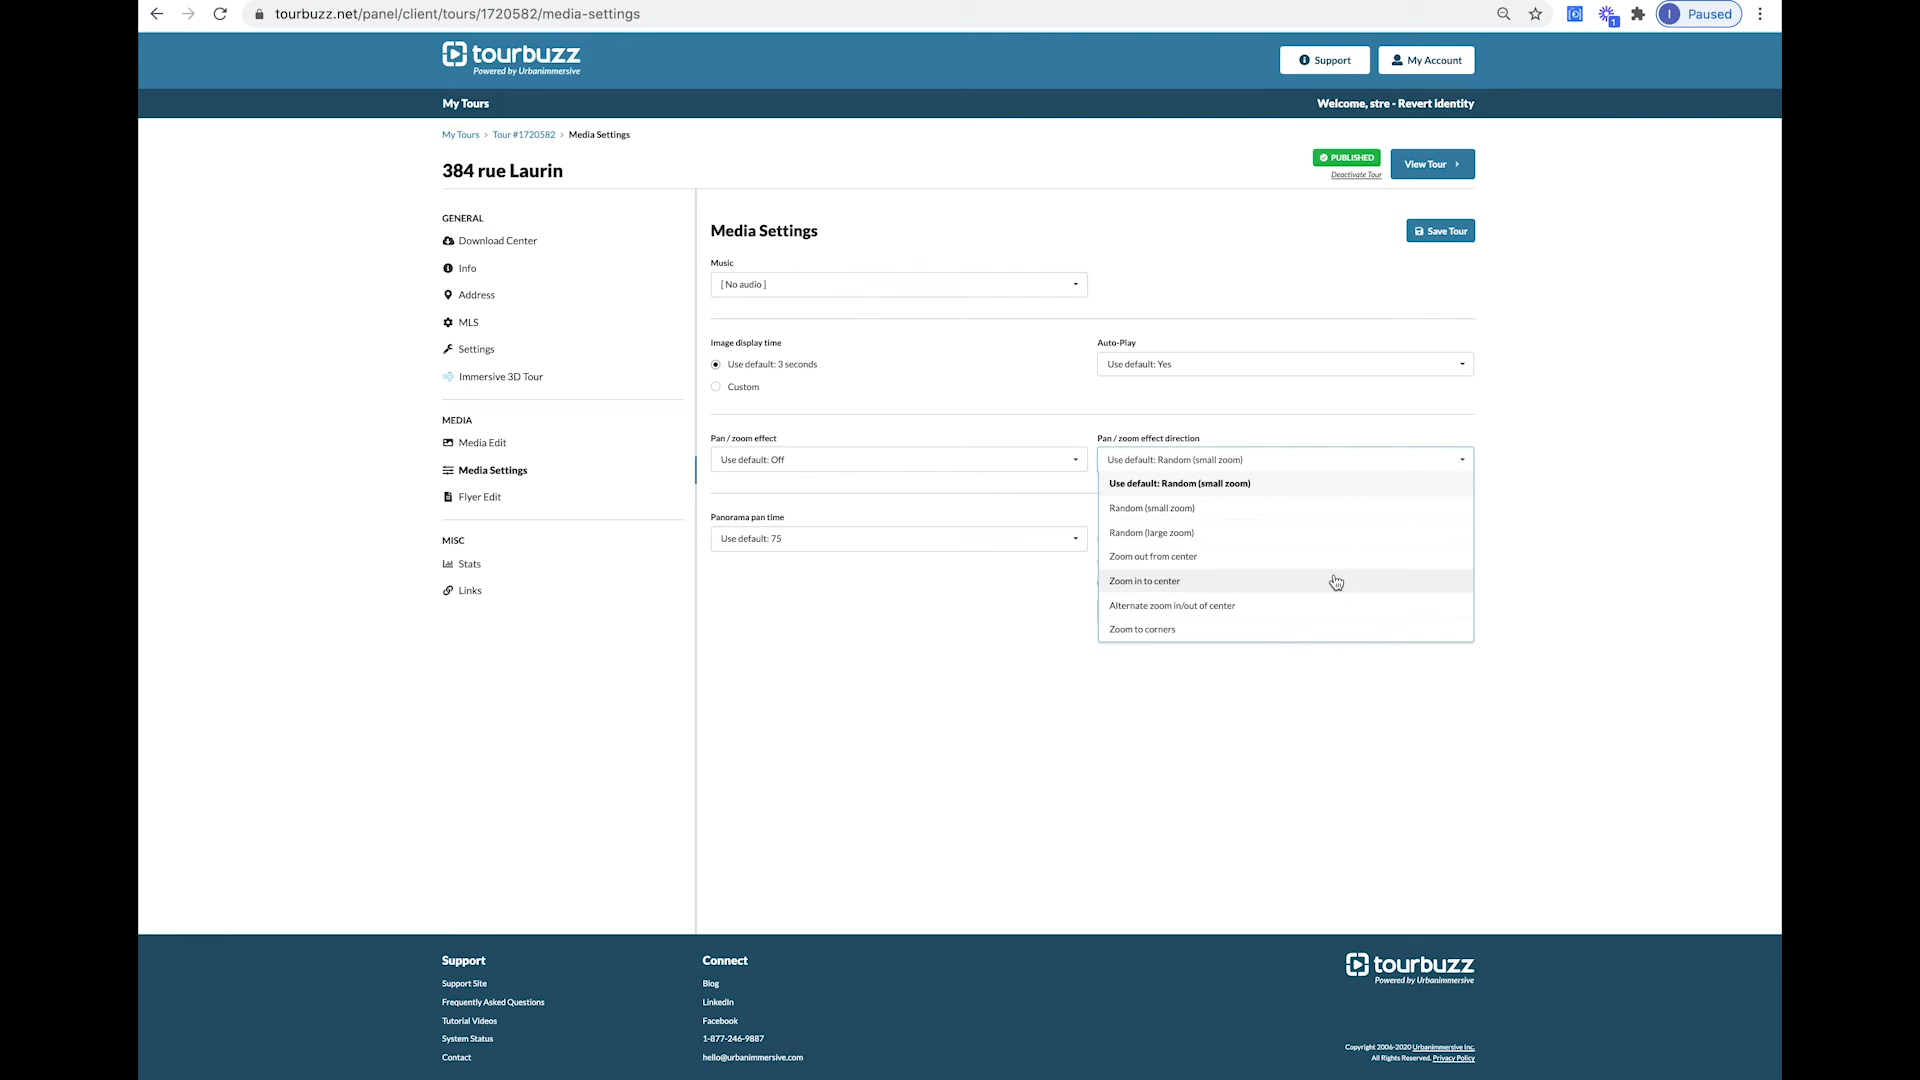 tourbuzz.net/panel/client/tours/1720582/media-settings
1
I
Paused
tourbuzz
Powered by Urbanimmersive
Support
My Account
My Tours
Welcome, stre - Revert identity
My Tours › Tour #1720582 › Media Settings
384 rue Laurin
PUBLISHED
Deactivate Tour
View Tour
GENERAL
Download Center
Info
Address
MLS
Settings
Immersive 3D Tour
MEDIA
Media Edit
Media Settings
Flyer Edit
MISC
Stats
Links
Media Settings
Save Tour
Music
[ No audio ]
Image display time
Use default: 3 seconds
Custom
Auto-Play
Use default: Yes
Pan / zoom effect
Use default: Off
Pan / zoom effect direction
Use default: Random (small zoom)
Use default: Random (small zoom)
Random (small zoom)
Random (large zoom)
Zoom out from center
Zoom in to center
Alternate zoom in/out of center
Zoom to corners
Panorama pan time
Use default: 75
Support
Support Site
Frequently Asked Questions
Tutorial Videos
System Status
Contact
Connect
Blog
LinkedIn
Facebook
1-877-246-9887
hello@urbanimmersive.com
tourbuzz
Powered by Urbanimmersive
Copyright 2006-2020 Urbanimmersive Inc.
All Rights Reserved. Privacy Policy